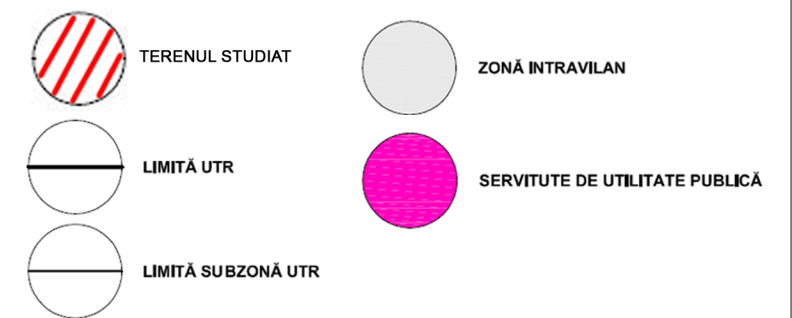 TERENUL STUDIAT
LIMITĂ UTR
LIMITĂ SUBZONĂ UTR
ZONĂ INTRAVILAN
SERVITUTE DE UTILITATE PUBLICĂ